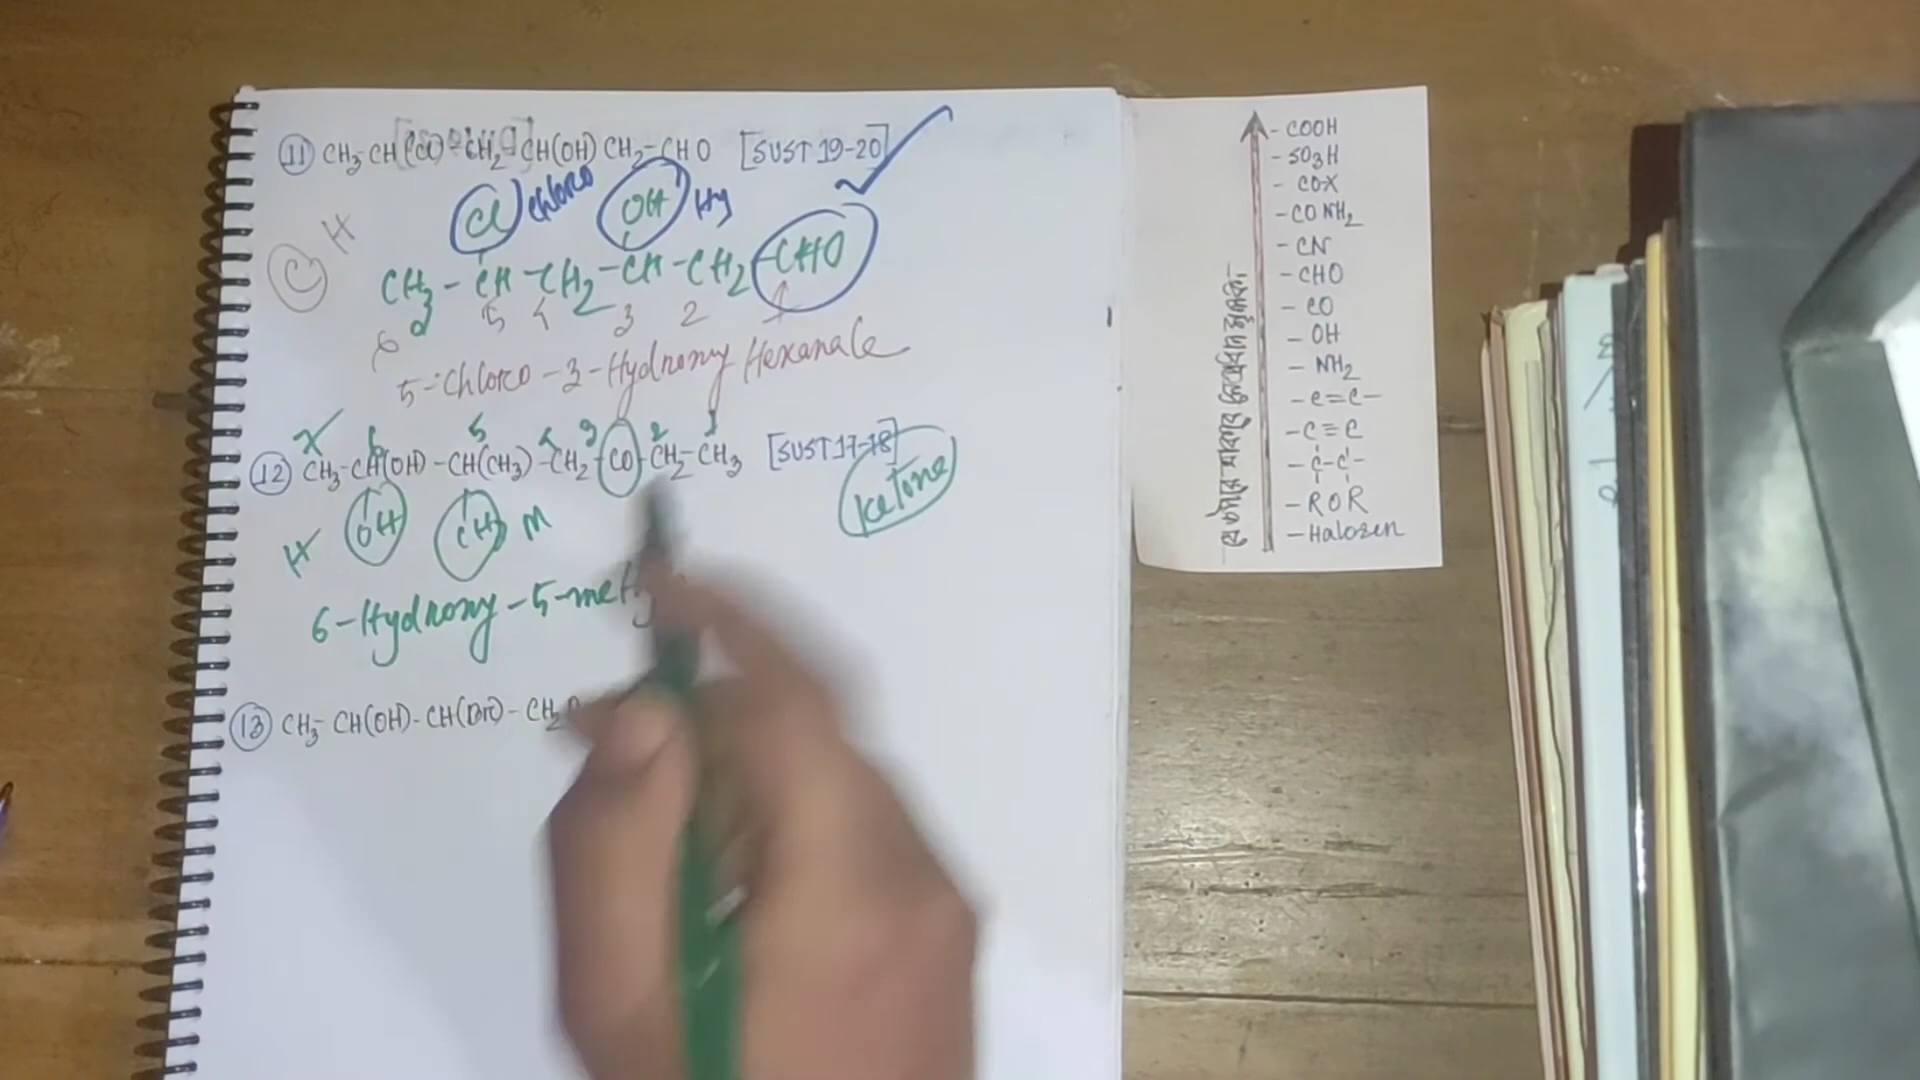 (11) CH3-CH(Cl)-CH2-CH(OH) CH2-CHO [SUST 19-20]
Cl Chloro OH Hy
C H
CH3-CH-CH2-CH-CH2-CHO
6 5 4 3 2 1
5-Chloro-3-Hydroxy Hexanale
7 6 5 4 3 2 1
(12) CH3-CH(OH)-CH(CH3)-CH2-CO-CH2-CH3 [SUST 17-18]
H OH CH3 M ketone
6-Hydroxy-5-meth
(13) CH3-CH(OH)-CH(Br)-CH2
-COOH
-SO3H
-COX
-CONH2
-CN
-CHO
-CO
-OH
-NH2
-C=C-
-C≡C
-C-C-
-ROR
-Halozen